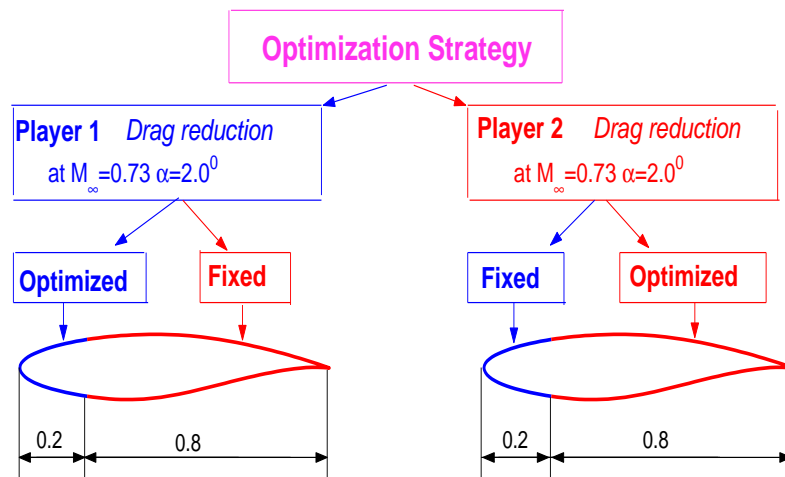 Optimization Strategy
Player 1 Drag reduction
at M∞=0.73 α=2.0⁰
Player 2 Drag reduction
at M∞=0.73 α=2.0⁰
Optimized
Fixed
Fixed
Optimized
0.2
0.8
0.2
0.8